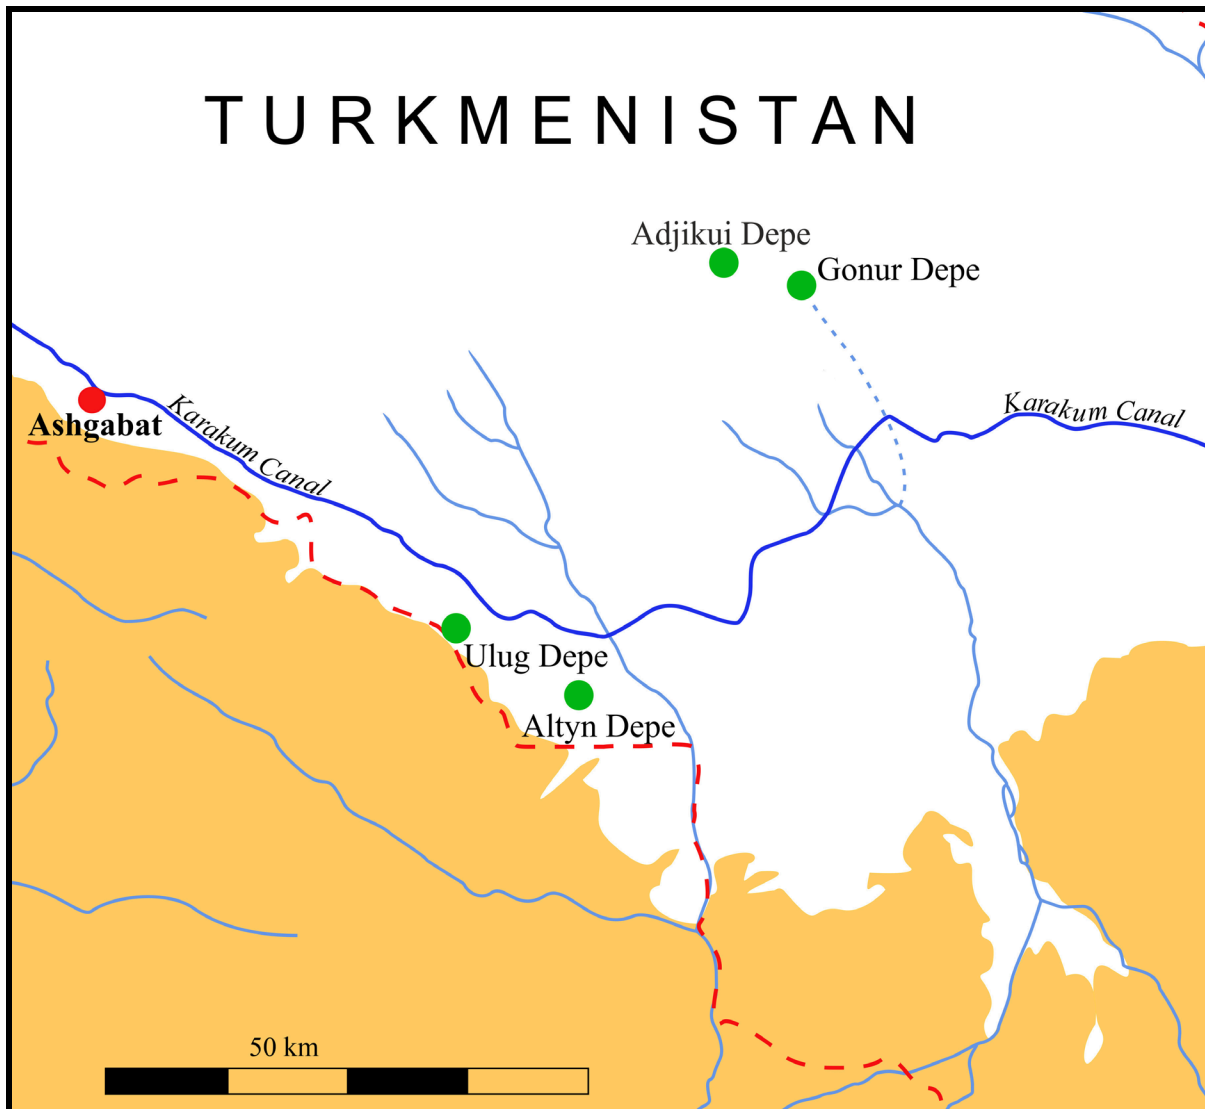 TURKMENISTAN
Adjikui Depe
Gonur Depe
Karakum Canal
Ashgabat
Karakum Canal
Ulug Depe
Altyn Depe
50 km